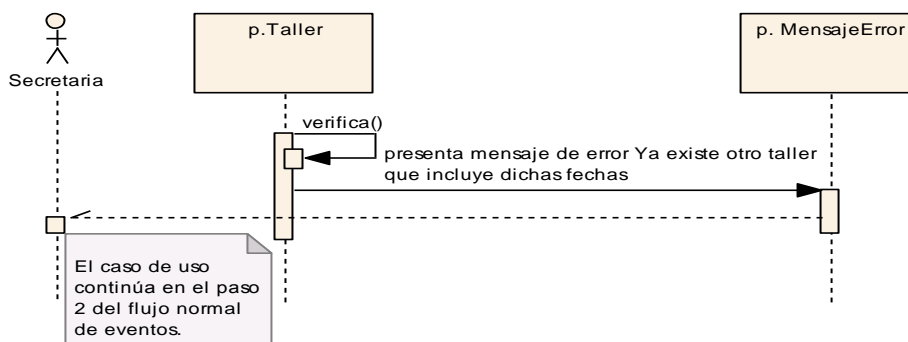 p.Taller
p. MensajeError
Secretaria
verifica()
presenta mensaje de error Ya existe otro taller
que incluye dichas fechas
El caso de uso
continúa en el paso
2 del flujo normal
de eventos.